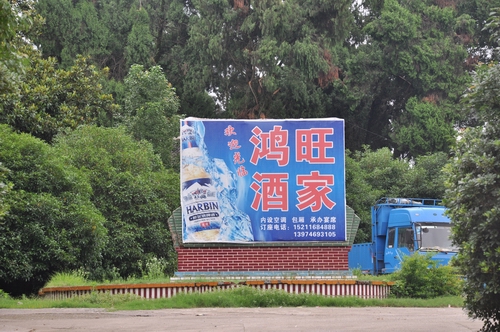 欢迎光临
鸿旺
酒家
HARBIN
内设空调 包厢 承办宴席
订座电话：15211684888
13974693105